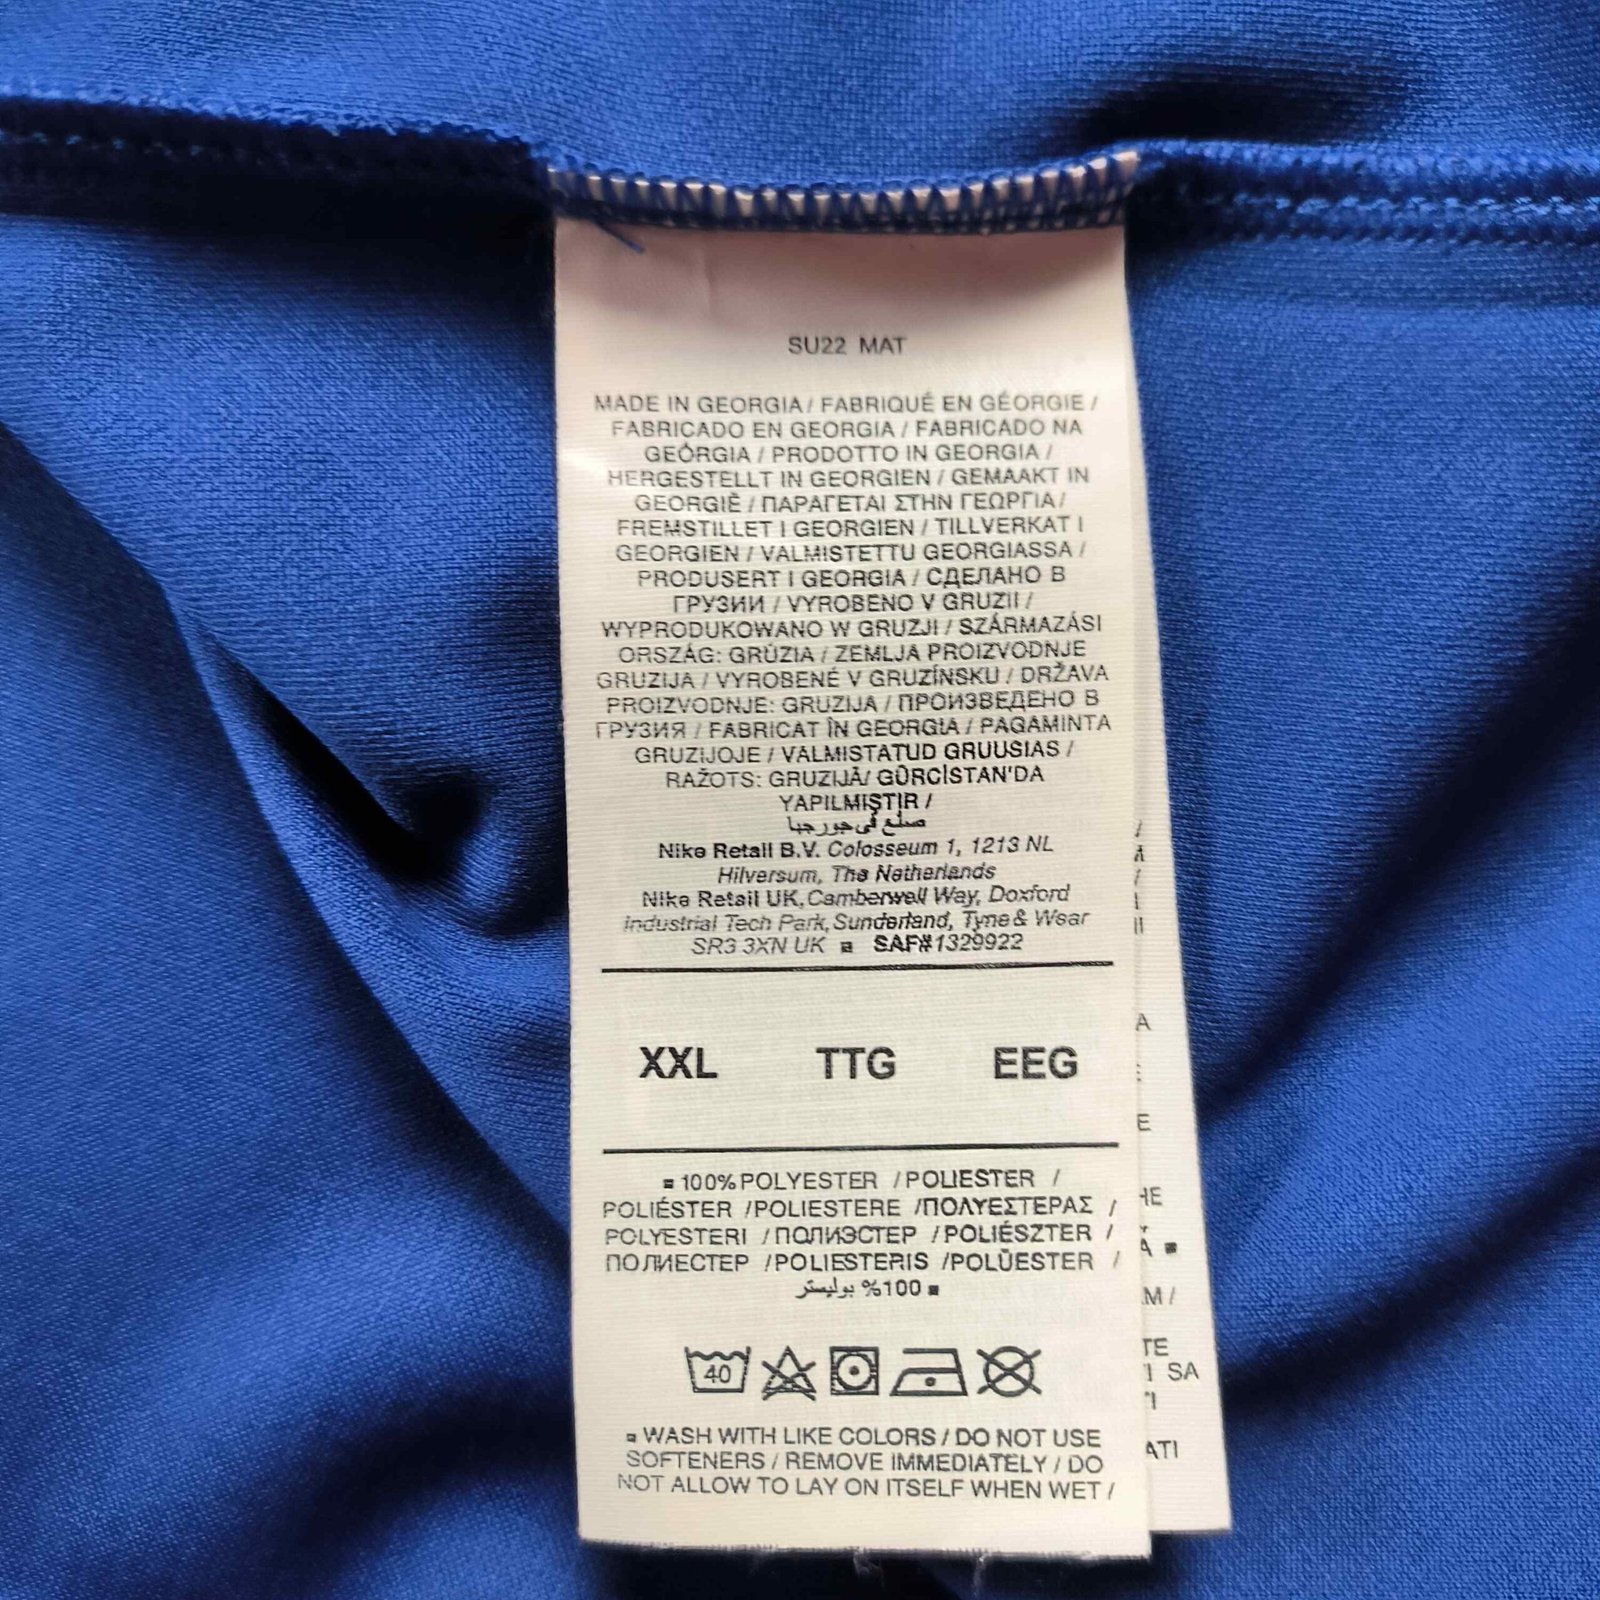 SU22 MAT
MADE IN GEORGIA / FABRIQUÉ EN GÉORGIE /
FABRICADO EN GEORGIA / FABRICADO NA
GEÓRGIA / PRODOTTO IN GEORGIA /
HERGESTELLT IN GEORGIEN / GEMAAKT IN
GEORGIË / ΠΑΡΑΓΕΤΑΙ ΣΤΗΝ ΓΕΩΡΓΙΑ /
FREMSTILLET I GEORGIEN / TILLVERKAT I
GEORGIEN / VALMISTETTU GEORGIASSA /
PRODUSERT I GEORGIA / СДЕЛАНО В
ГРУЗИИ / VYROBENO V GRUZII /
WYPRODUKOWANO W GRUZJI / SZÁRMAZÁSI
ORSZÁG: GRÚZIA / ZEMLJA PROIZVODNJE
GRUZIJA / VYROBENÉ V GRUZÍNSKU / DRŽAVA
PROIZVODNJE: GRUZIJA / ПРОИЗВЕДЕНО В
ГРУЗИЯ / FABRICAT ÎN GEORGIA / PAGAMINTA
GRUZIJOJE / VALMISTATUD GRUUSIAS /
RAŽOTS: GRUZIJĀ/ GÜRCİSTAN'DA
YAPILMIŞTIR /
صنع في جورجيا
Nike Retail B.V. Colosseum 1, 1213 NL
Hilversum, The Netherlands
Nike Retail UK, Camberwell Way, Doxford
Industrial Tech Park, Sunderland, Tyne & Wear
SR3 3XN UK ▪ SAF#1329922
XXL TTG EEG
▪ 100% POLYESTER / POLIESTER /
POLIÉSTER / POLIESTERE / ΠΟΛΥΕΣΤΕΡΑΣ /
POLYESTERI / ПОЛИЭСТЕР / POLIÉSZTER /
ПОЛИЕСТЕР / POLIESTERIS / POLÜESTER /
100% بوليستر ▪
40
▪ WASH WITH LIKE COLORS / DO NOT USE
SOFTENERS / REMOVE IMMEDIATELY / DO
NOT ALLOW TO LAY ON ITSELF WHEN WET /